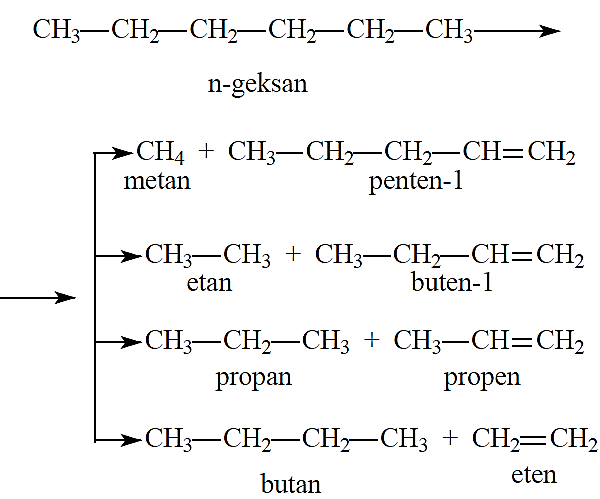 CH₃—CH₂—CH₂—CH₂—CH₂—CH₃
n-geksan
CH₄ + CH₃—CH₂—CH₂—CH=CH₂
metan penten-1
CH₃—CH₃ + CH₃—CH₂—CH=CH₂
etan buten-1
CH₃—CH₂—CH₃ + CH₃—CH=CH₂
propan propen
CH₃—CH₂—CH₂—CH₃ + CH₂=CH₂
butan eten